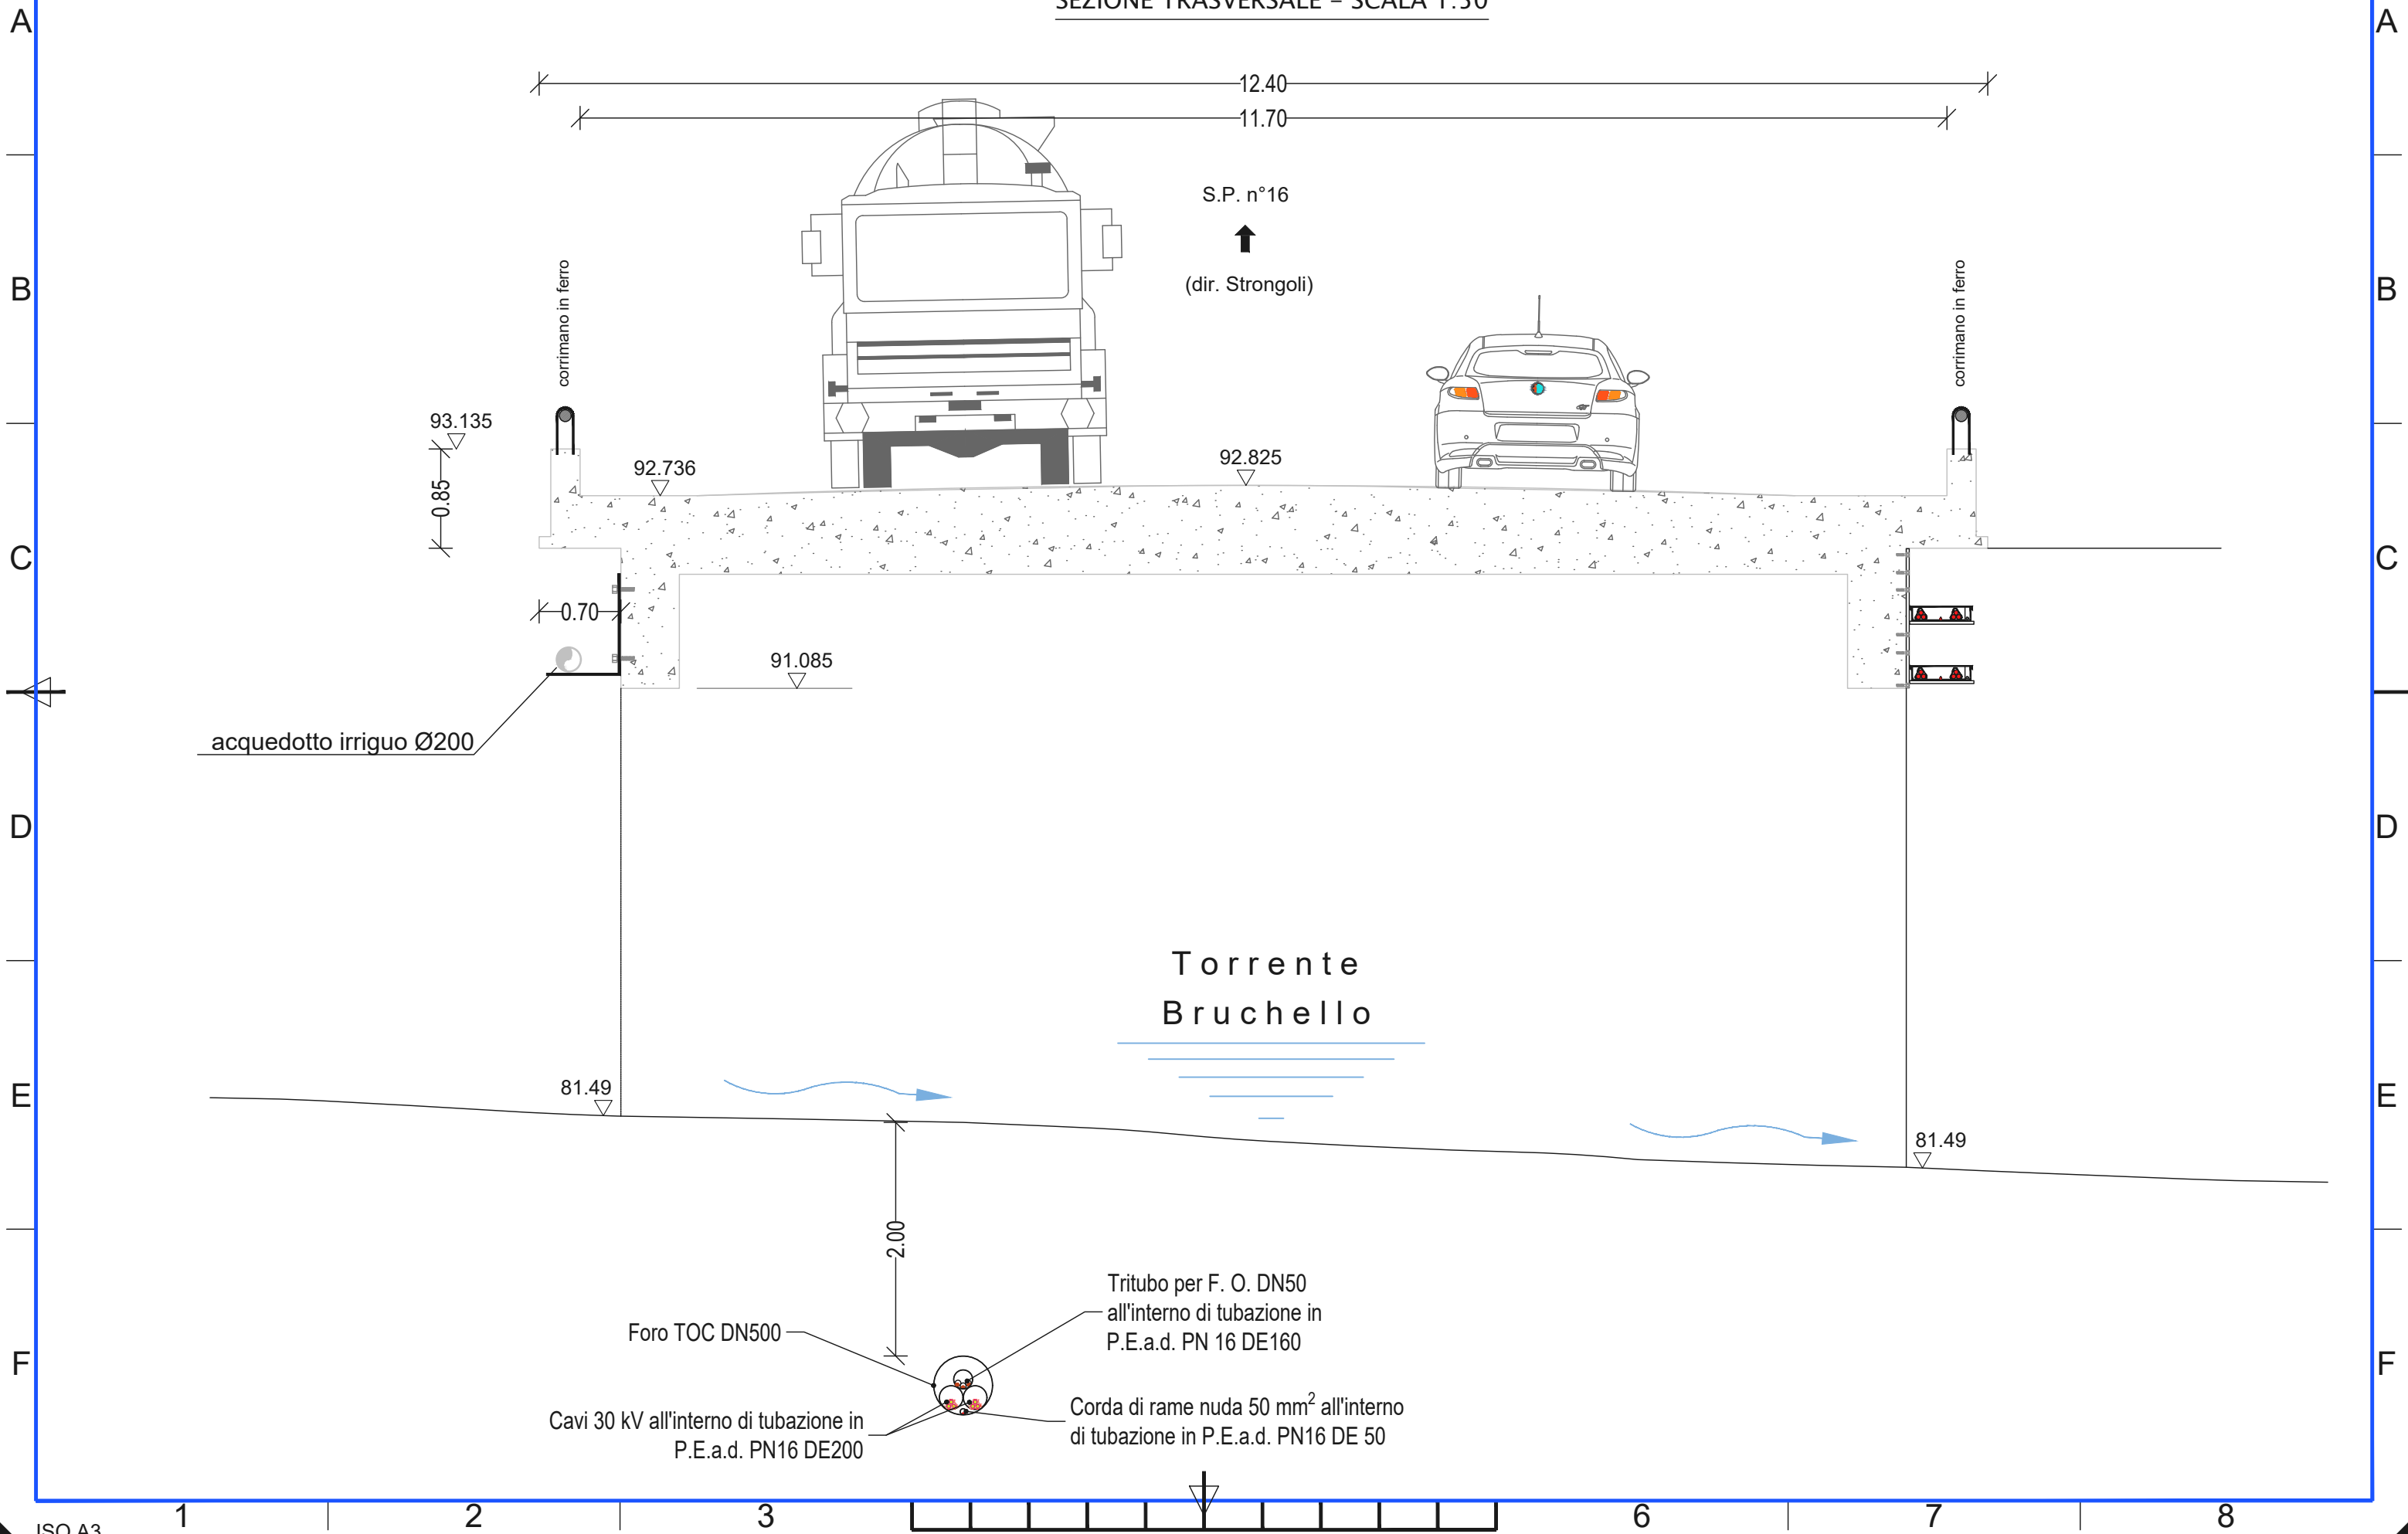 SEZIONE TRASVERSALE – SCALA 1:50
A
A
12.40
11.70
S.P. n°16
(dir. Strongoli)
B
B
corrimano in ferro
corrimano in ferro
93.135
92.736
92.825
0.85
C
C
0.70
91.085
acquedotto irriguo Ø200
D
D
Torrente
Bruchello
81.49
E
E
81.49
2.00
Tritubo per F. O. DN50
all'interno di tubazione in
P.E.a.d. PN 16 DE160
Foro TOC DN500
F
F
Cavi 30 kV all'interno di tubazione in
P.E.a.d. PN16 DE200
Corda di rame nuda 50 mm² all'interno
di tubazione in P.E.a.d. PN16 DE 50
1 2 3 6 7 8
ISO A3